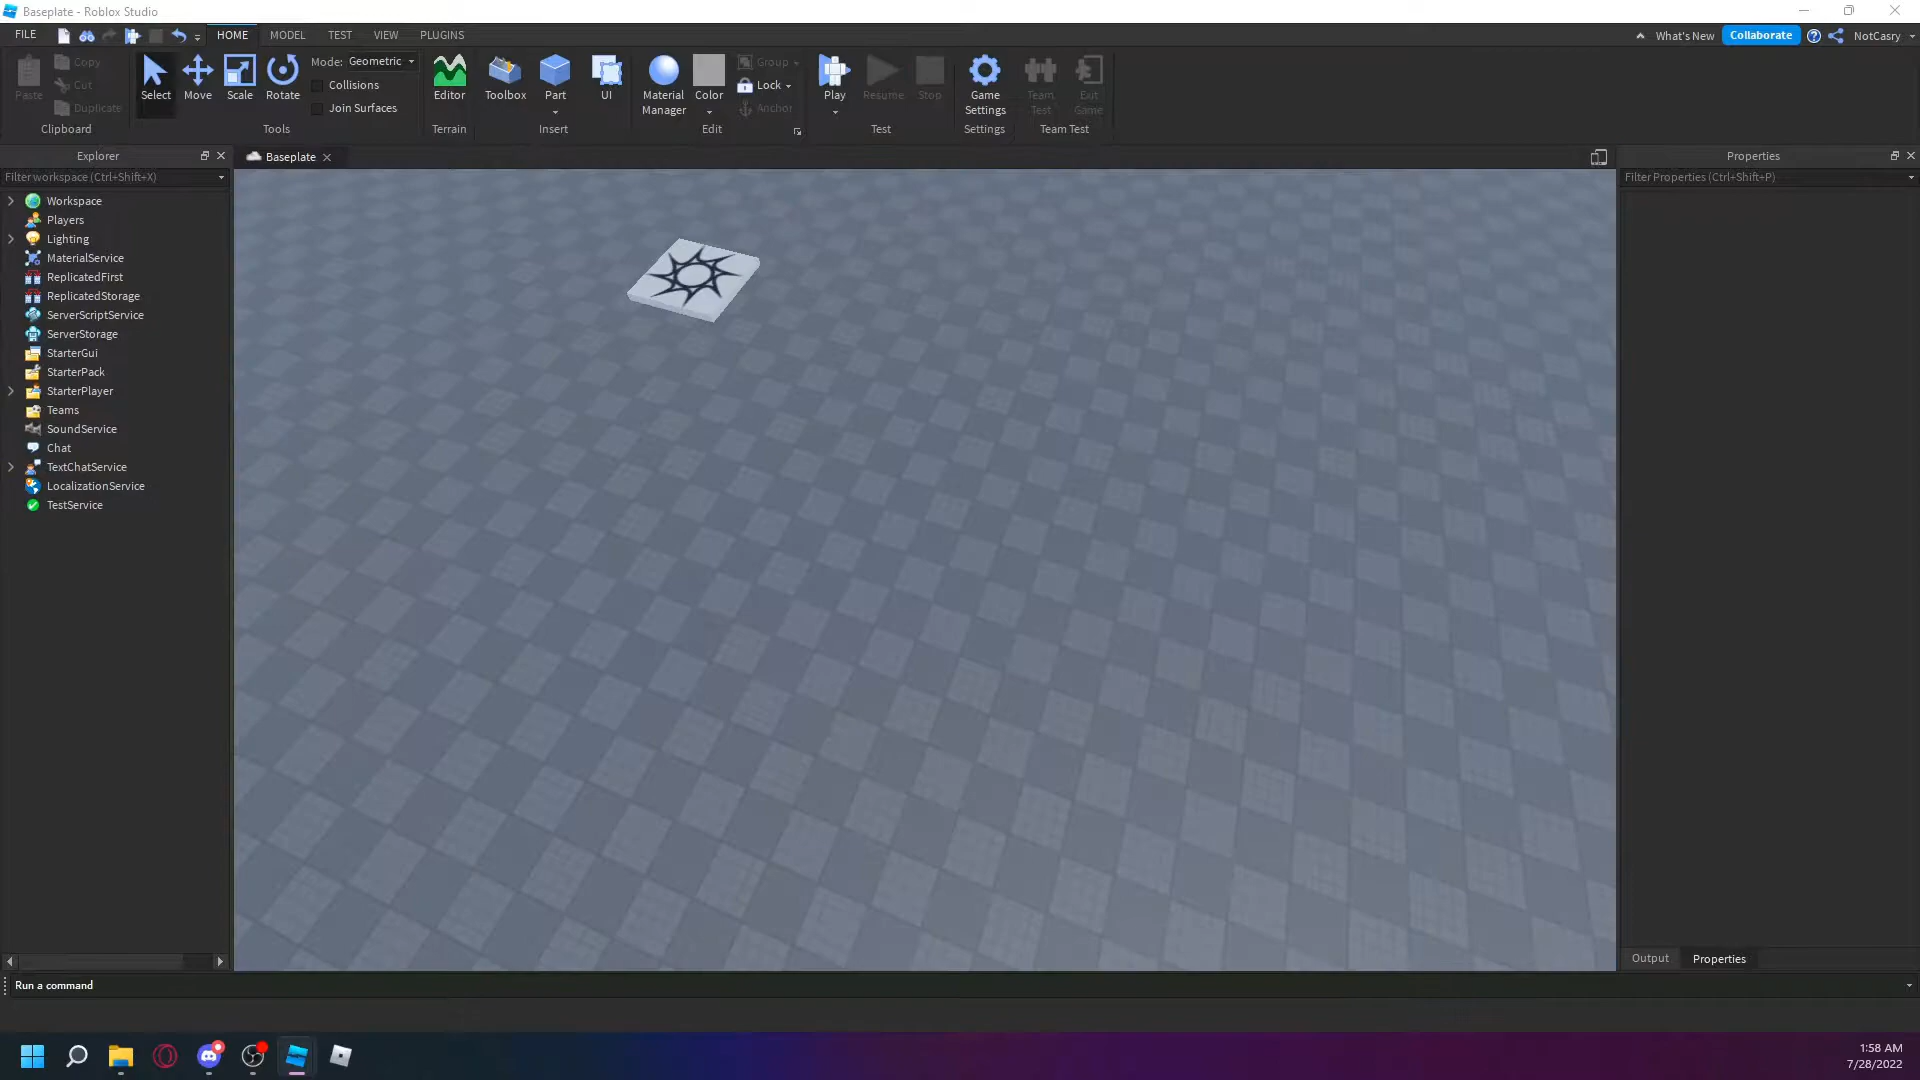 Baseplate - Roblox Studio
FILE HOME MODEL TEST VIEW PLUGINS What's New Collaborate NotCasry
Paste
Copy
Cut
Duplicate
Clipboard
Select
Move
Scale
Rotate
Mode: Geometric
Collisions
Join Surfaces
Tools
Editor
Terrain
Toolbox
Part
UI
Insert
Material
Manager
Color
Group
Lock
Anchor
Edit
Play
Resume
Stop
Test
Game
Settings
Settings
Team
Test
Exit
Game
Team Test
Explorer
Filter workspace (Ctrl+Shift+X)
Workspace
Players
Lighting
MaterialService
ReplicatedFirst
ReplicatedStorage
ServerScriptService
ServerStorage
StarterGui
StarterPack
StarterPlayer
Teams
SoundService
Chat
TextChatService
LocalizationService
TestService
Baseplate
Properties
Filter Properties (Ctrl+Shift+P)
Output Properties
Run a command
1:58 AM
7/28/2022